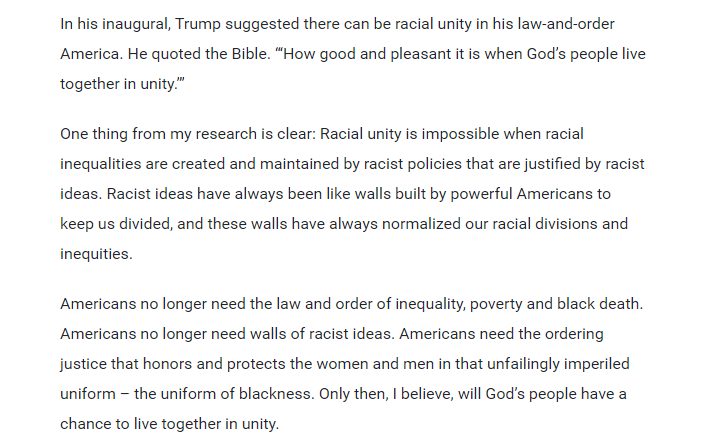 In his inaugural, Trump suggested there can be racial unity in his law-and-order
America. He quoted the Bible. “‘How good and pleasant it is when God’s people live
together in unity.’”
One thing from my research is clear: Racial unity is impossible when racial
inequalities are created and maintained by racist policies that are justified by racist
ideas. Racist ideas have always been like walls built by powerful Americans to
keep us divided, and these walls have always normalized our racial divisions and
inequities.
Americans no longer need the law and order of inequality, poverty and black death.
Americans no longer need walls of racist ideas. Americans need the ordering
justice that honors and protects the women and men in that unfailingly imperiled
uniform – the uniform of blackness. Only then, I believe, will God’s people have a
chance to live together in unity.